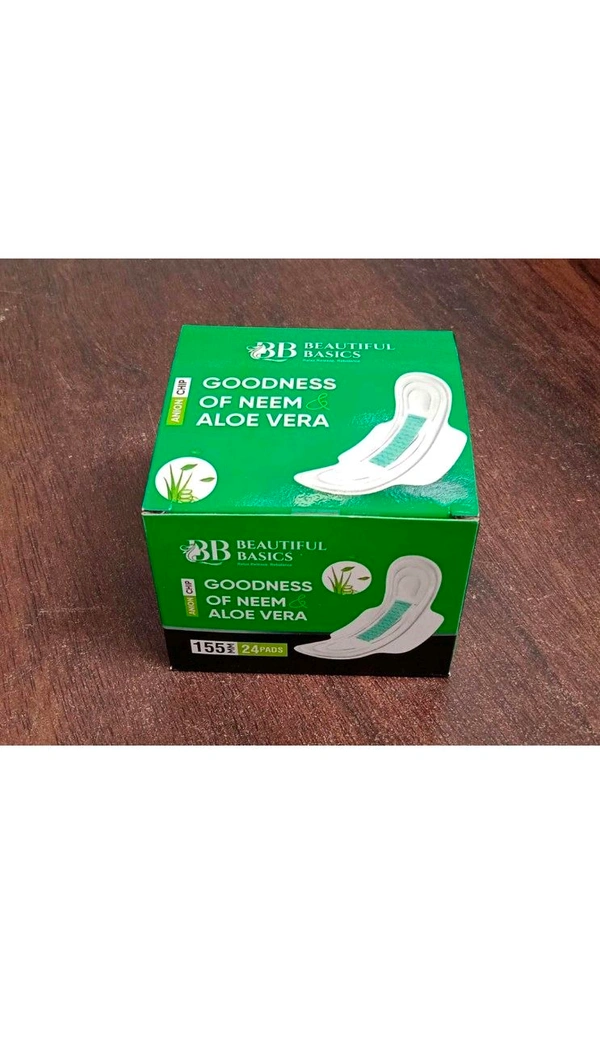 BB BEAUTIFUL
BASICS
ANION CHIP
GOODNESS
OF NEEM &
ALOE VERA
BB BEAUTIFUL
BASICS
ANION CHIP
GOODNESS
OF NEEM &
ALOE VERA
155 MM 24 PADS